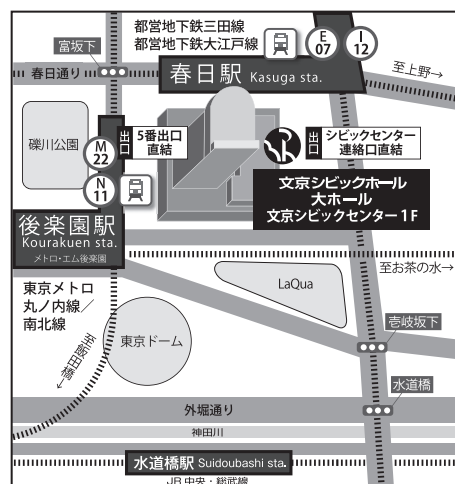 都営地下鉄三田線
都営地下鉄大江戸線
E
07
I
12
富坂下
春日通り
春日駅 Kasuga sta.
至上野→
礫川公園
M
22
出口
5番出口
直結
出口
シビックセンター
連絡口直結
N
11
文京シビックホール
大ホール
文京シビックセンター1F
後楽園駅
Kourakuen sta.
メトロ・エム後楽園
至お茶の水→
東京メトロ
丸ノ内線/
南北線
LaQua
至飯田橋→
東京ドーム
壱岐坂下
水道橋
外堀通り
神田川
水道橋駅 Suidoubashi sta.
JR中央・総武線